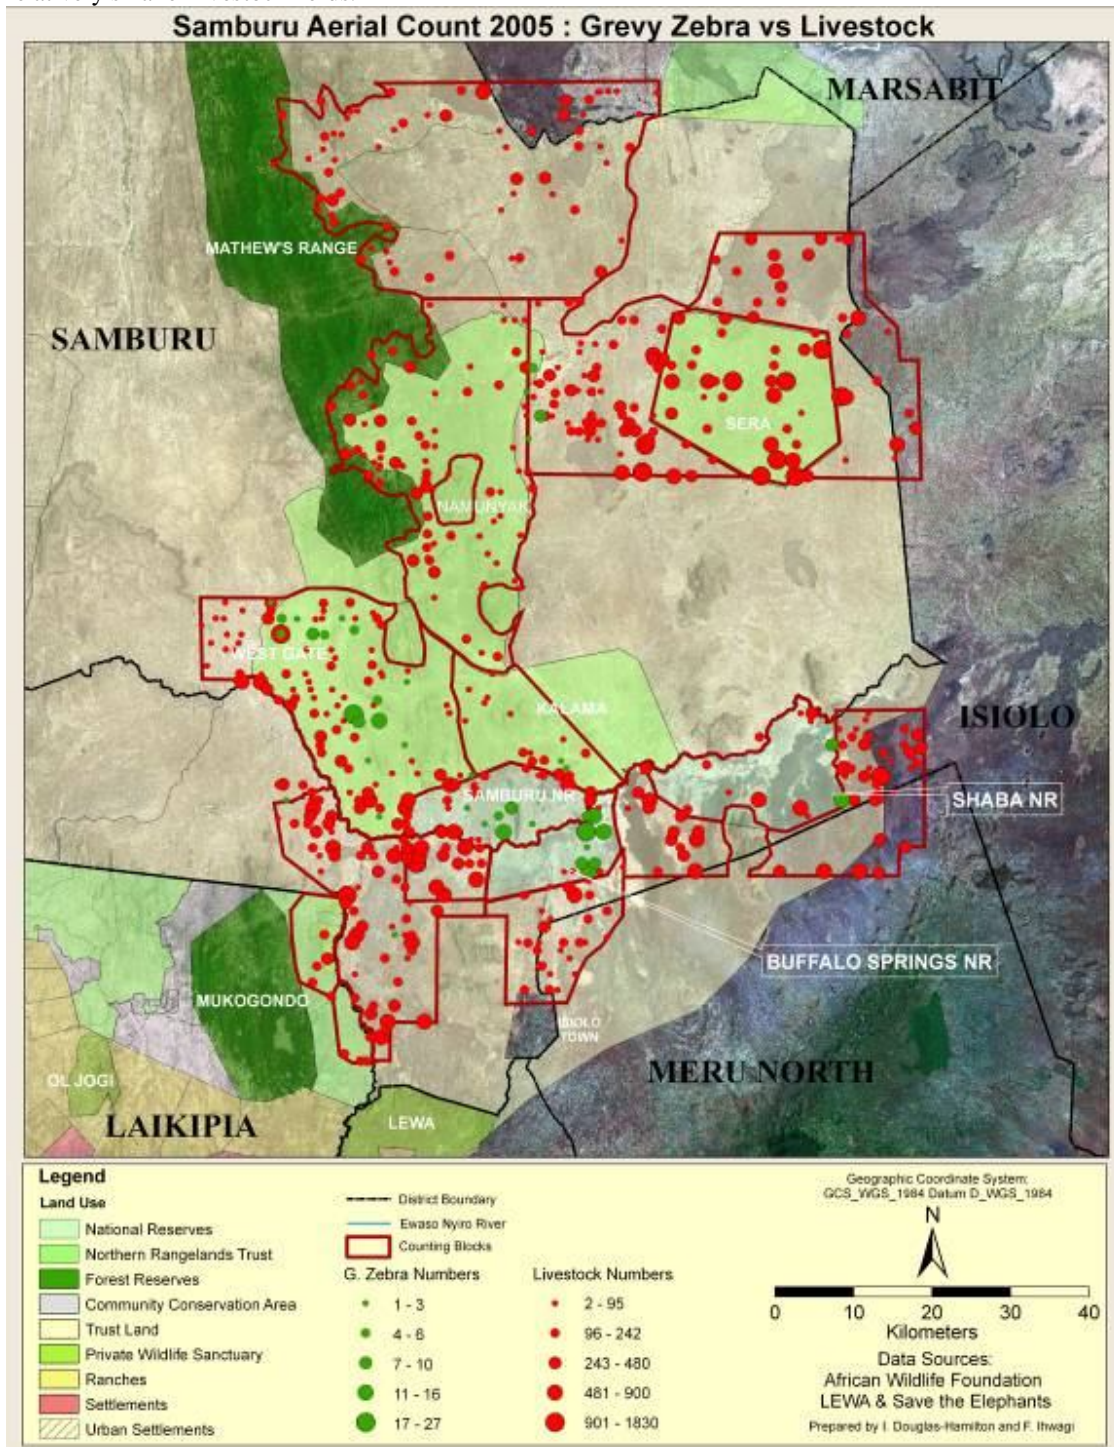 Samburu Aerial Count 2005 : Grevy Zebra vs Livestock
MARSABIT
MATHEW'S RANGE
SAMBURU
SERA
NAMUNYAK
WEST GATE
KALAMA
ISIOLO
SAMBURU NR
SHABA NR
BUFFALO SPRINGS NR
MUKOGONDO
ISIOLO
TOWN
OL JOGI
MERU NORTH
LAIKIPIA
LEWA
Legend
Land Use
National Reserves
Northern Rangelands Trust
Forest Reserves
Community Conservation Area
Trust Land
Private Wildlife Sanctuary
Ranches
Settlements
Urban Settlements
District Boundary
Ewaso Nyiro River
Counting Blocks
G. Zebra Numbers
1 - 3
4 - 6
7 - 10
11 - 16
17 - 27
Livestock Numbers
2 - 95
96 - 242
243 - 480
481 - 900
901 - 1830
Geographic Coordinate System:
GCS_WGS_1984 Datum D_WGS_1984
N
0 10 20 30 40
Kilometers
Data Sources:
African Wildlife Foundation
LEWA & Save the Elephants
Prepared by I. Douglas-Hamilton and F. Ihwagi